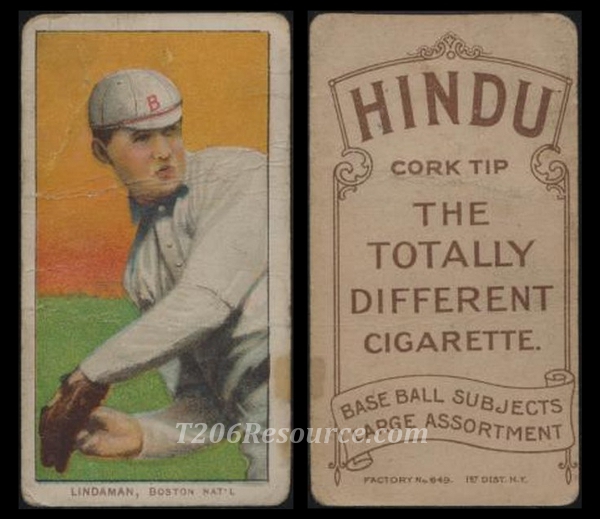 B
LINDAMAN, BOSTON NAT'L
HINDU
CORK TIP
THE
TOTALLY
DIFFERENT
CIGARETTE.
BASE BALL SUBJECTS
LARGE ASSORTMENT
FACTORY No. 649. 1ST DIST. N.Y.
T206Resource.com